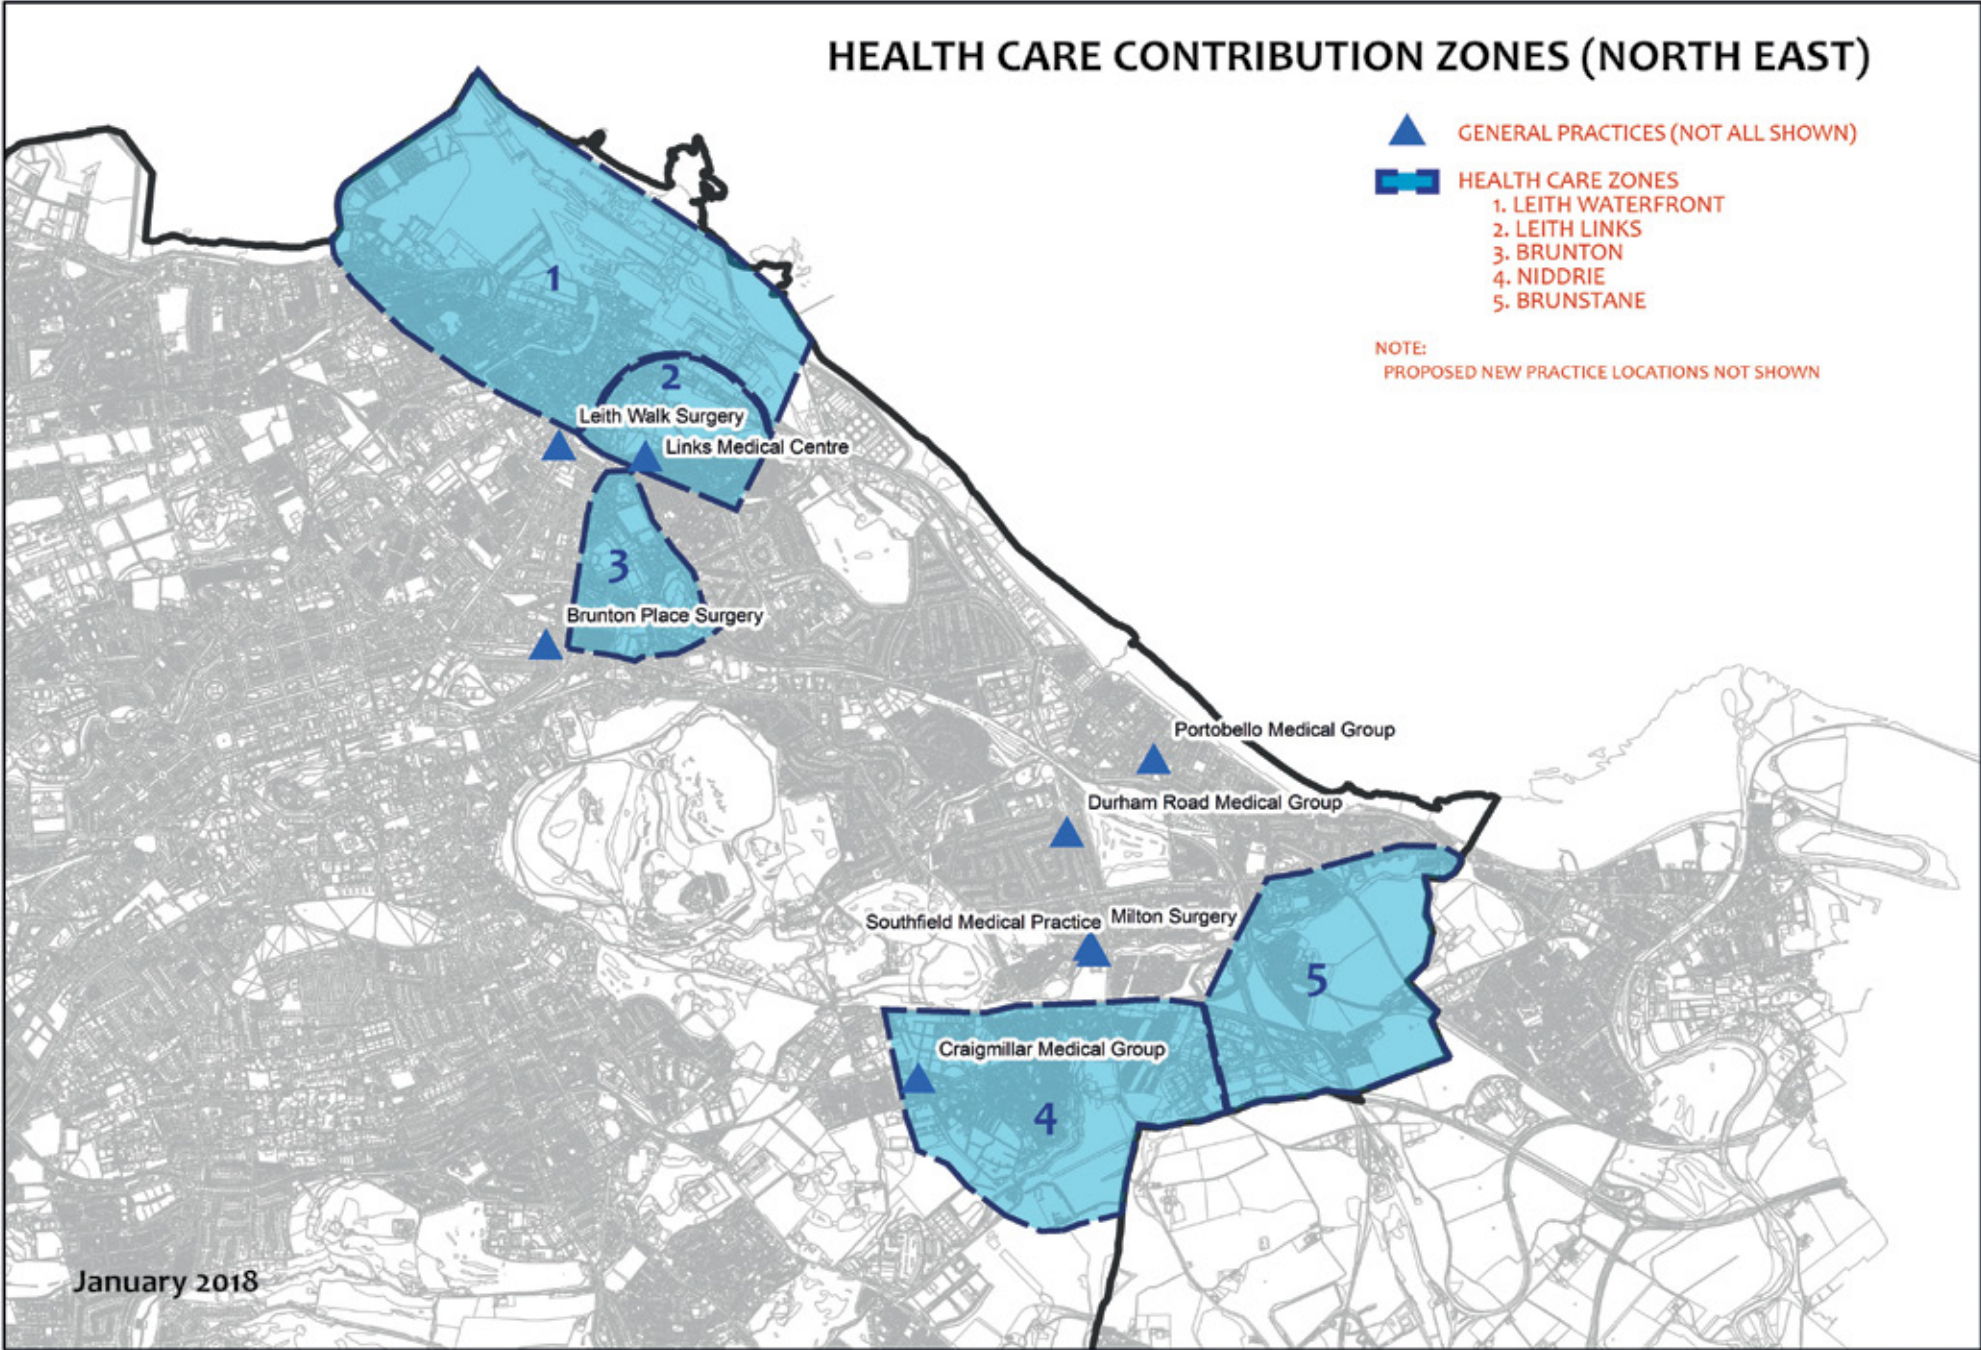 HEALTH CARE CONTRIBUTION ZONES (NORTH EAST)
GENERAL PRACTICES (NOT ALL SHOWN)
HEALTH CARE ZONES
1. LEITH WATERFRONT
2. LEITH LINKS
3. BRUNTON
4. NIDDRIE
5. BRUNSTANE
NOTE:
PROPOSED NEW PRACTICE LOCATIONS NOT SHOWN
1
2
Leith Walk Surgery
Links Medical Centre
3
Brunton Place Surgery
Portobello Medical Group
Durham Road Medical Group
Southfield Medical Practice
Milton Surgery
5
Craigmillar Medical Group
4
January 2018